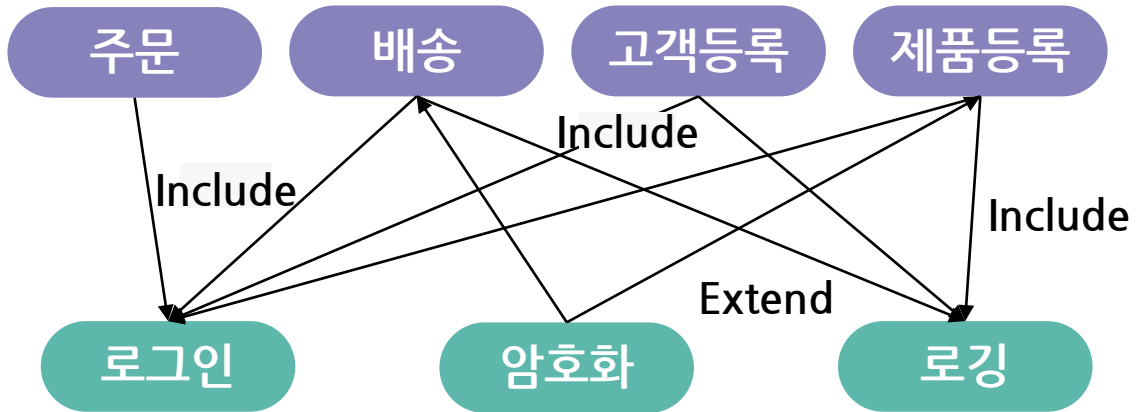 주문
배송
고객등록
제품등록
Include
Include
Include
Extend
로그인
암호화
로깅